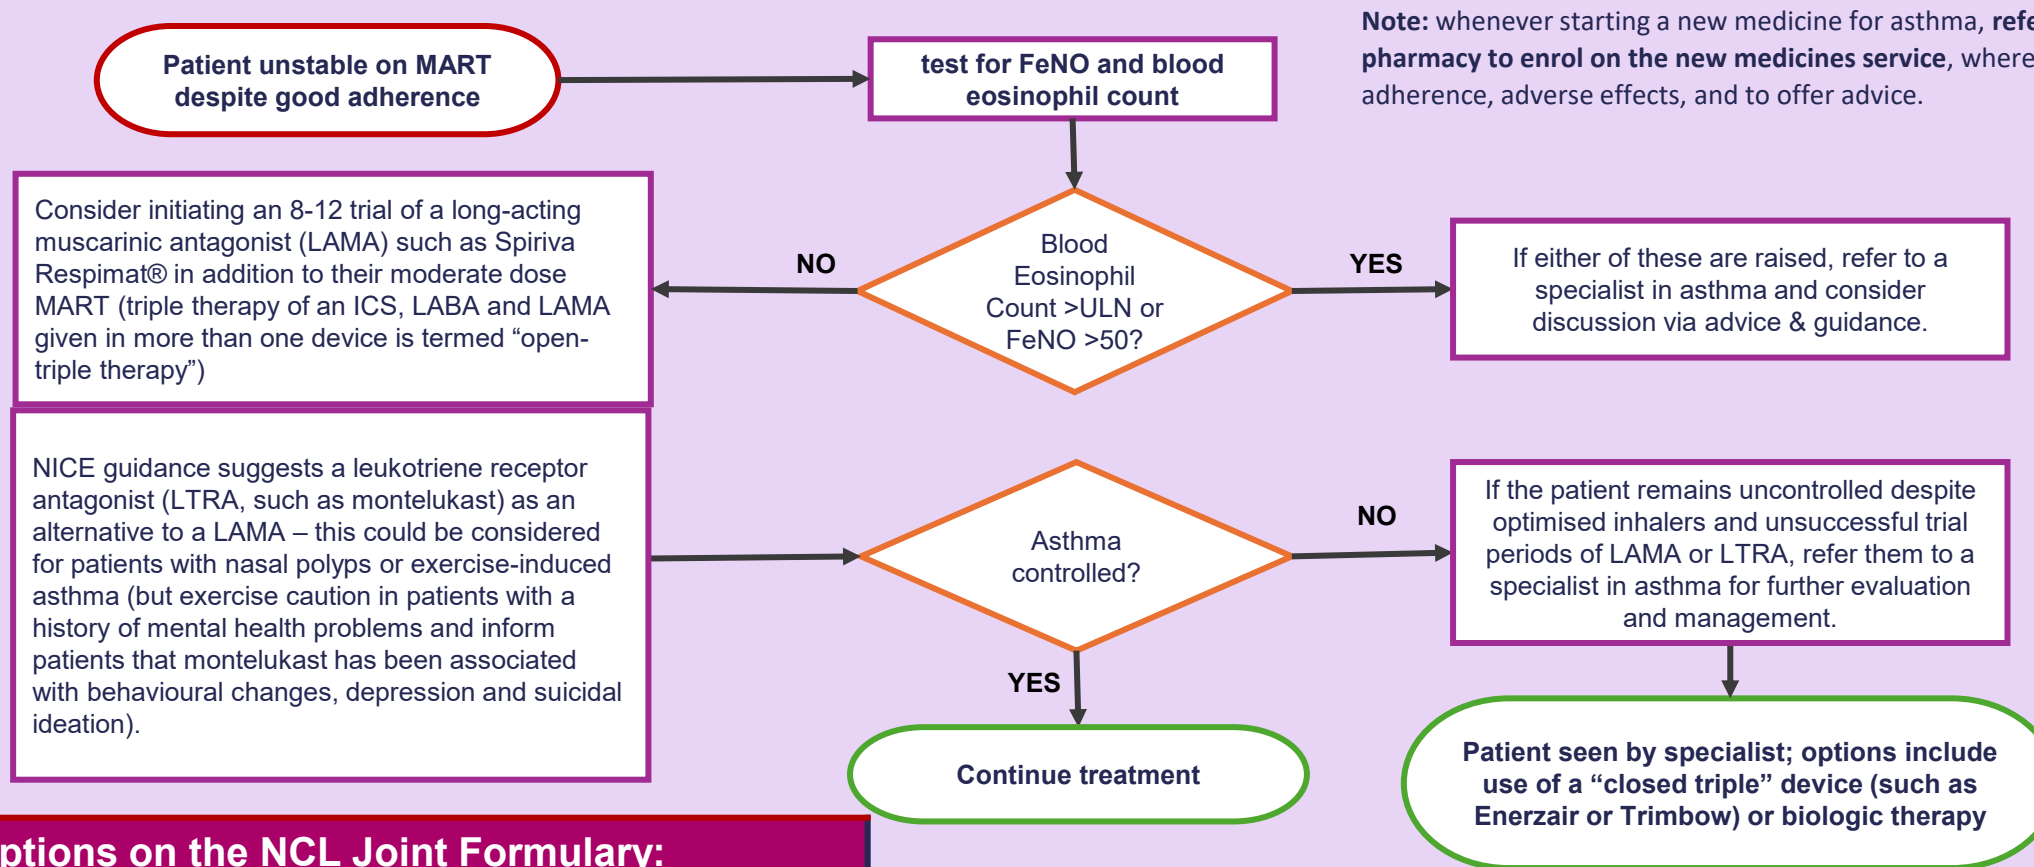 Note: whenever starting a new medicine for asthma, refe
pharmacy to enrol on the new medicines service, where
adherence, adverse effects, and to offer advice.
Patient unstable on MART
despite good adherence
test for FeNO and blood
eosinophil count
Consider initiating an 8-12 trial of a long-acting
muscarinic antagonist (LAMA) such as Spiriva
Respimat® in addition to their moderate dose
MART (triple therapy of an ICS, LABA and LAMA
given in more than one device is termed “open-
triple therapy”)
NO
Blood
Eosinophil
Count >ULN or
FeNO >50?
YES
If either of these are raised, refer to a
specialist in asthma and consider
discussion via advice & guidance.
NICE guidance suggests a leukotriene receptor
antagonist (LTRA, such as montelukast) as an
alternative to a LAMA – this could be considered
for patients with nasal polyps or exercise-induced
asthma (but exercise caution in patients with a
history of mental health problems and inform
patients that montelukast has been associated
with behavioural changes, depression and suicidal
ideation).
Asthma
controlled?
NO
If the patient remains uncontrolled despite
optimised inhalers and unsuccessful trial
periods of LAMA or LTRA, refer them to a
specialist in asthma for further evaluation
and management.
YES
Continue treatment
Patient seen by specialist; options include
use of a “closed triple” device (such as
Enerzair or Trimbow) or biologic therapy
ptions on the NCL Joint Formulary: